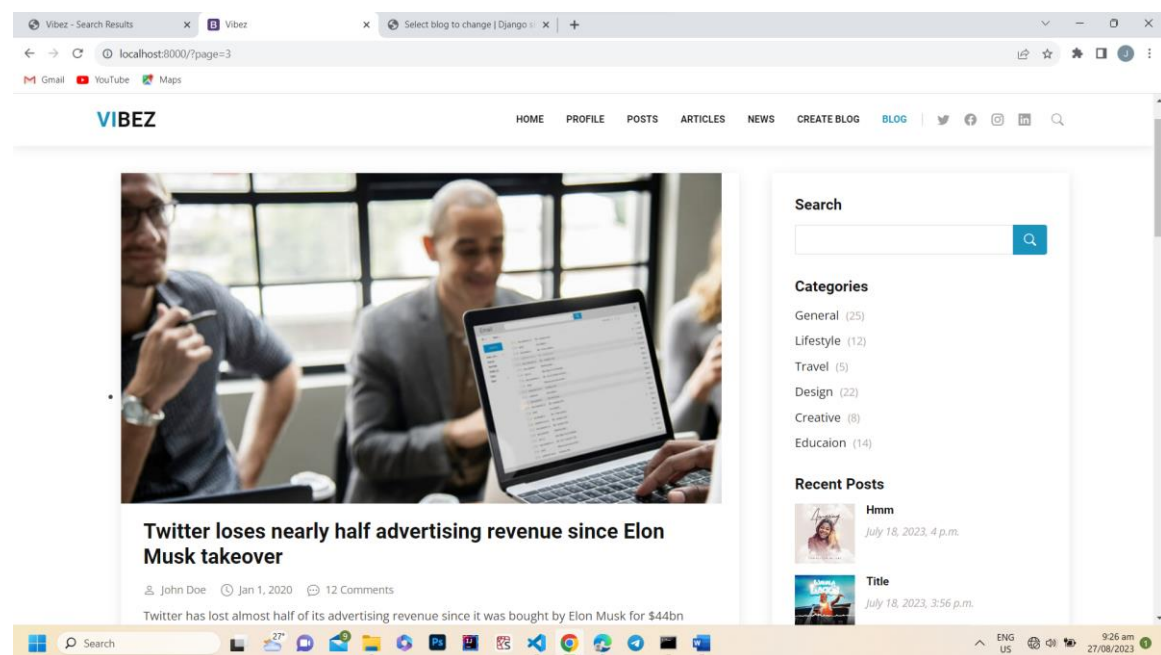 Vibez - Search Results
Vibez
Select blog to change | Django s
localhost:8000/?page=3
Gmail YouTube Maps
VIBEZ
HOME PROFILE POSTS ARTICLES NEWS CREATE BLOG BLOG
Search
Categories
General (25)
Lifestyle (12)
Travel (5)
Design (22)
Creative (8)
Educaion (14)
Recent Posts
Hmm
July 18, 2023, 4 p.m.
Title
July 18, 2023, 3:56 p.m.
Email
Twitter loses nearly half advertising revenue since Elon
Musk takeover
John Doe Jan 1, 2020 12 Comments
Twitter has lost almost half of its advertising revenue since it was bought by Elon Musk for $44bn
Search
27°
ENG
US
9:26 am
27/08/2023